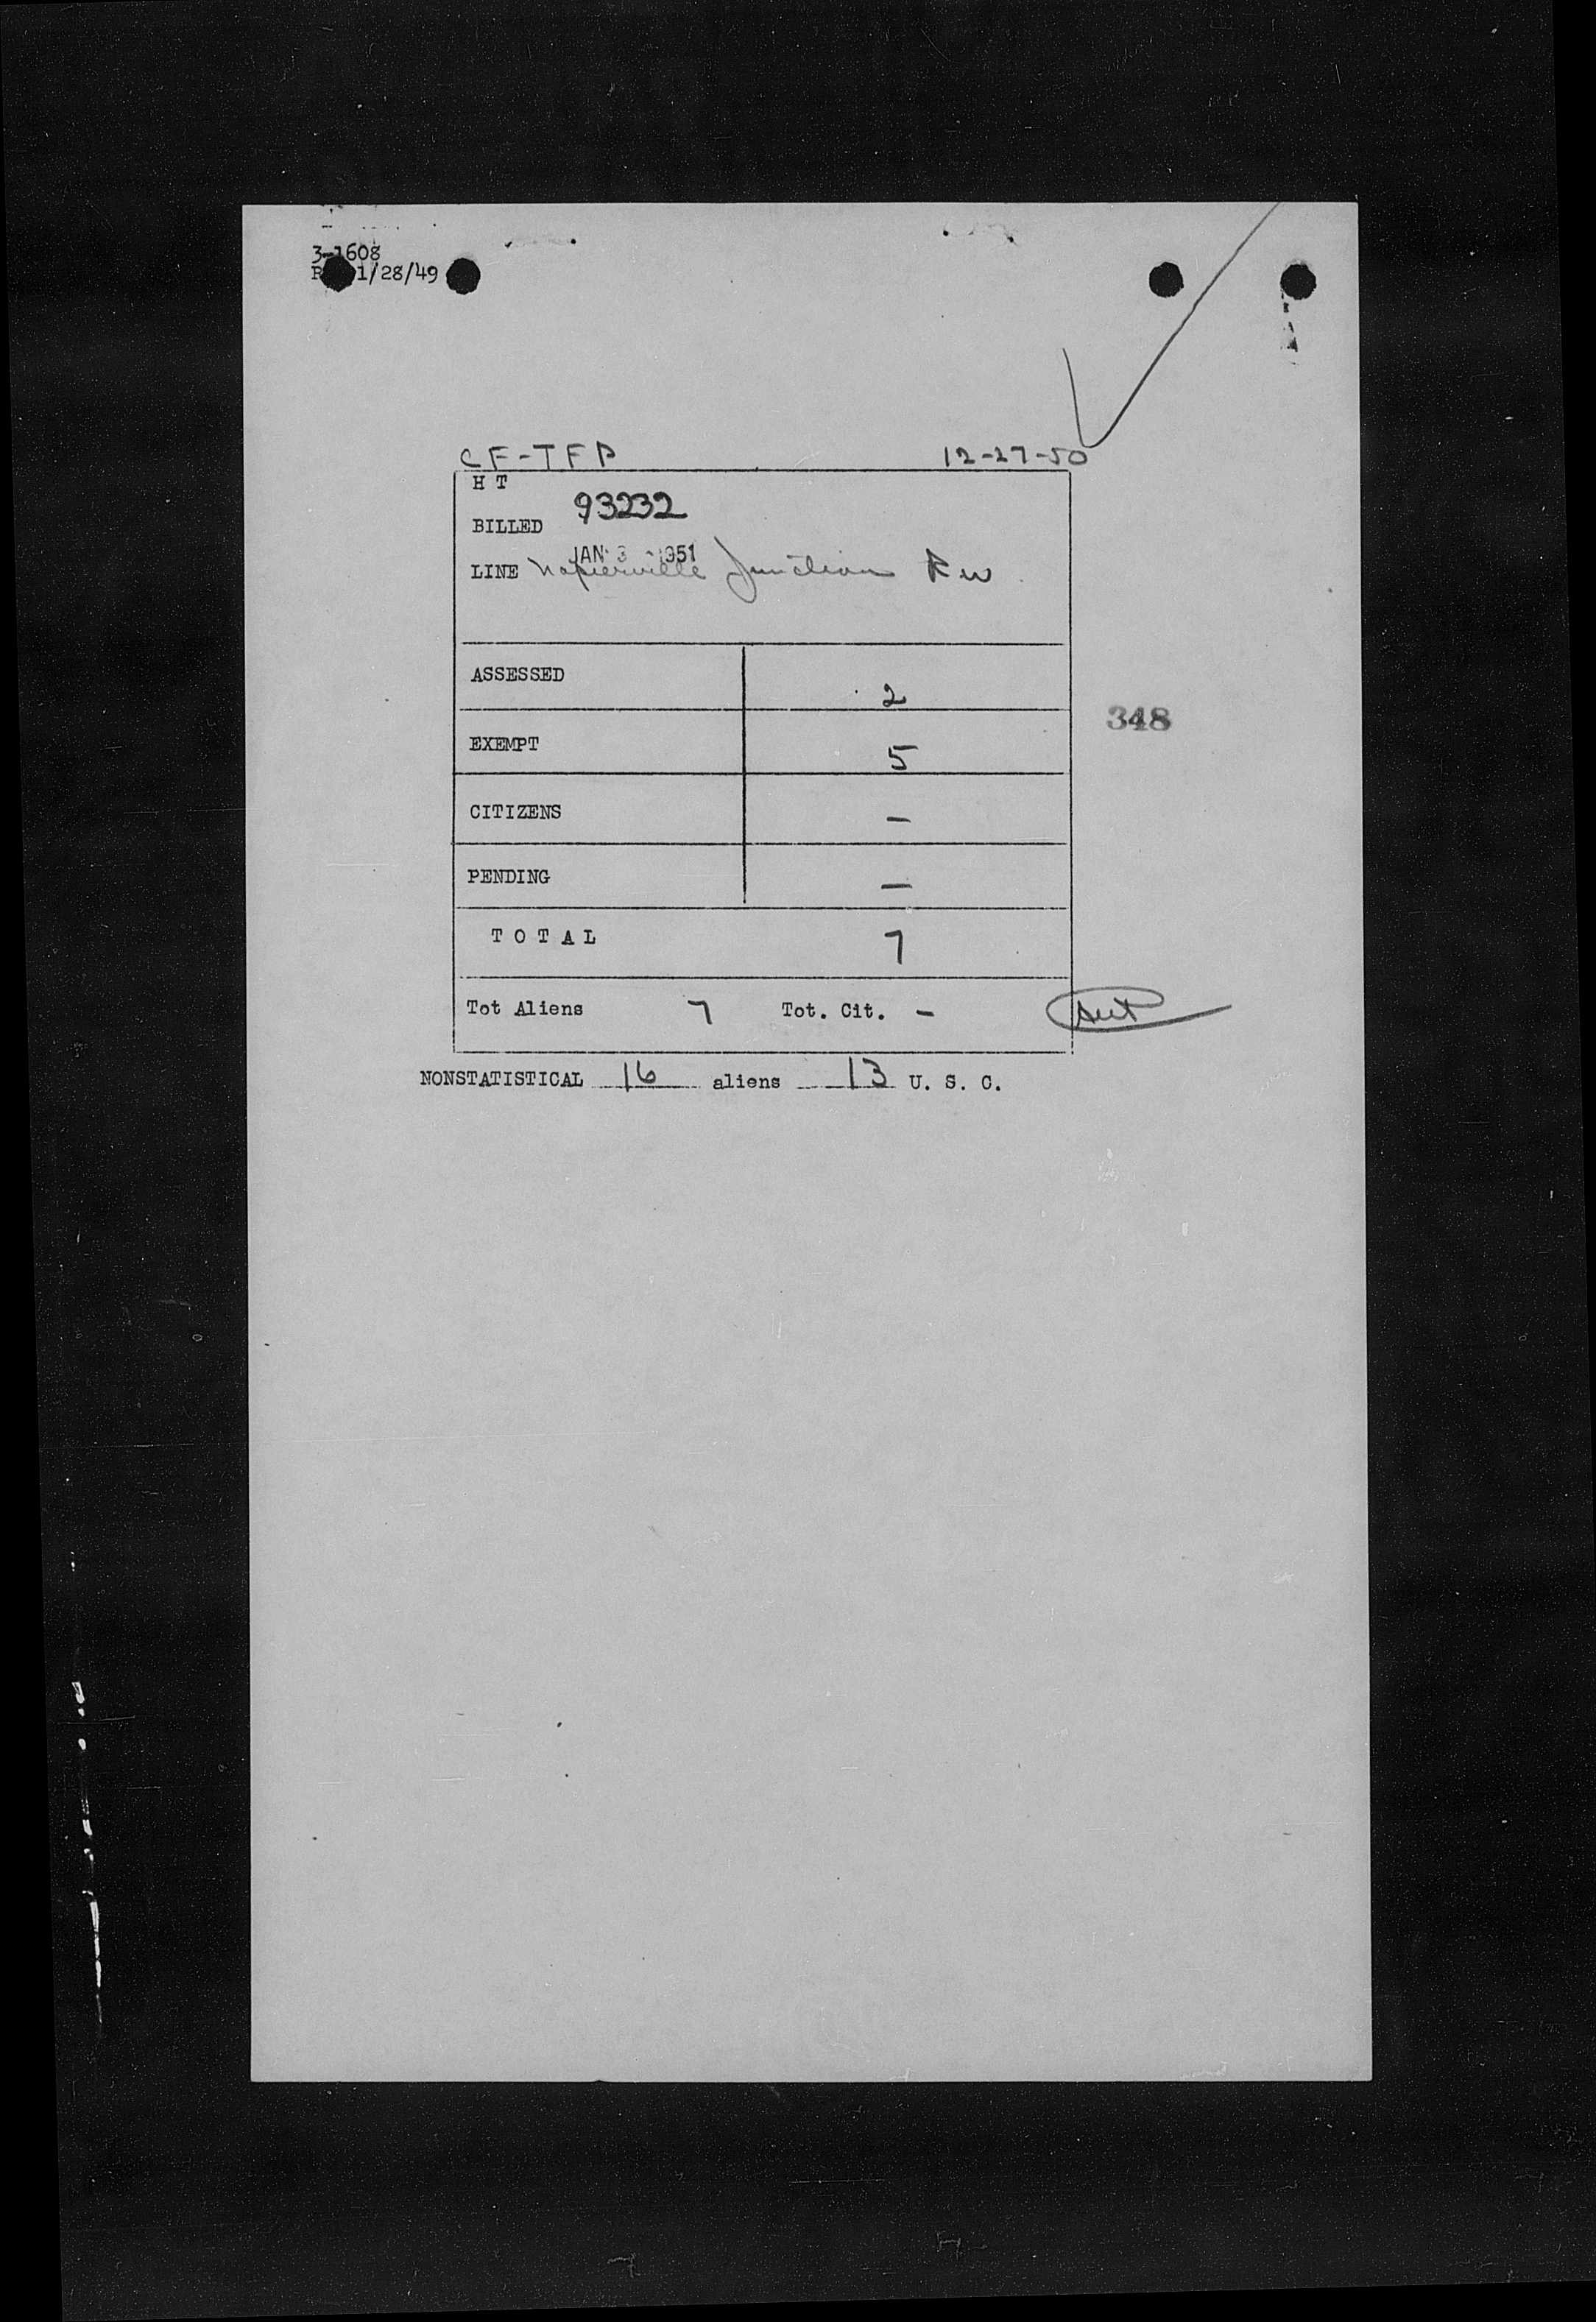 3-1608
1/28/49
CF-TFP 12-27-50
H T
BILLED 93232
JAN 3 - 1951
LINE Napierville Junction Rw
ASSESSED 2
348
EXEMPT 5
CITIZENS –
PENDING –
T O T A L 7
Tot Aliens 7 Tot. Cit. –
NONSTATISTICAL 16 aliens 13 U. S. C.